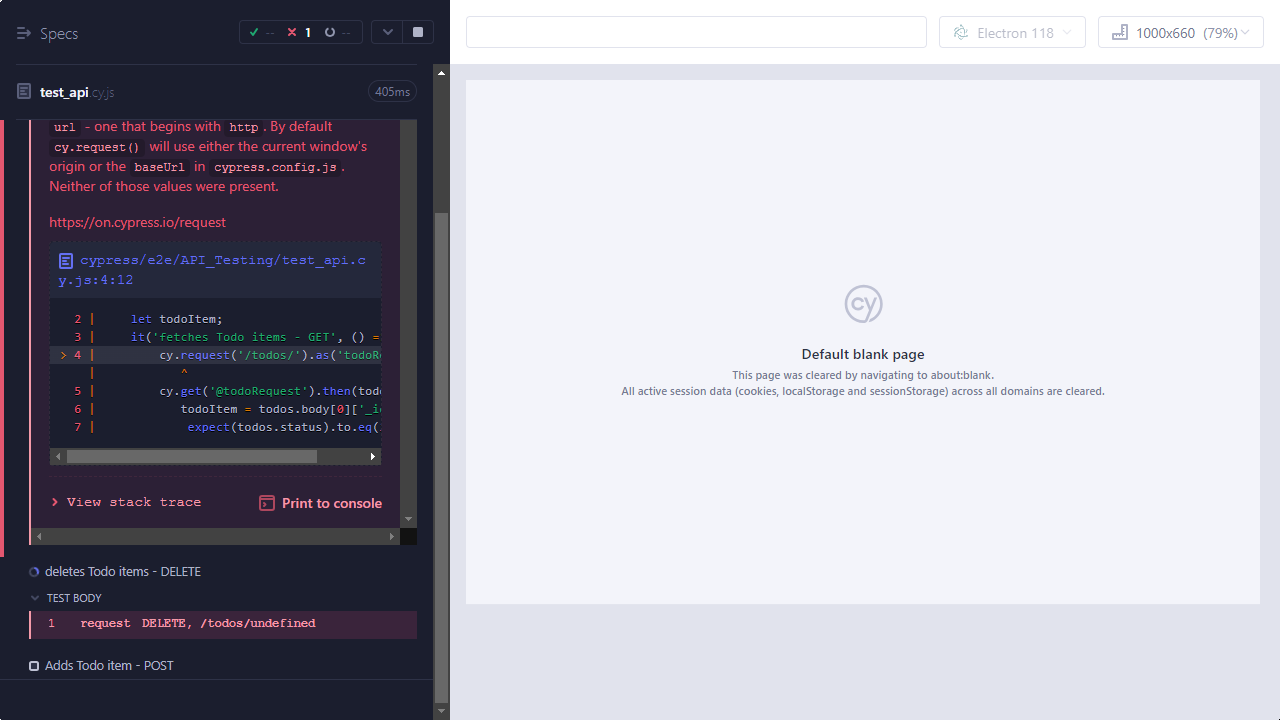 Specs
-- 1 --
Electron 118
1000x660 (79%)
test_api.cy.js
405ms
url - one that begins with http. By default
cy.request() will use either the current window's
origin or the baseUrl in cypress.config.js.
Neither of those values were present.
https://on.cypress.io/request
cypress/e2e/API_Testing/test_api.c
y.js:4:12
2 | let todoItem;
3 | it('fetches Todo items - GET', () =
> 4 | cy.request('/todos/').as('todoR
| ^
5 | cy.get('@todoRequest').then(todo
6 | todoItem = todos.body[0]['_i
7 | expect(todos.status).to.eq(
View stack trace
Print to console
deletes Todo items - DELETE
TEST BODY
1 request DELETE, /todos/undefined
Adds Todo item - POST
cy
Default blank page
This page was cleared by navigating to about:blank.
All active session data (cookies, localStorage and sessionStorage) across all domains are cleared.